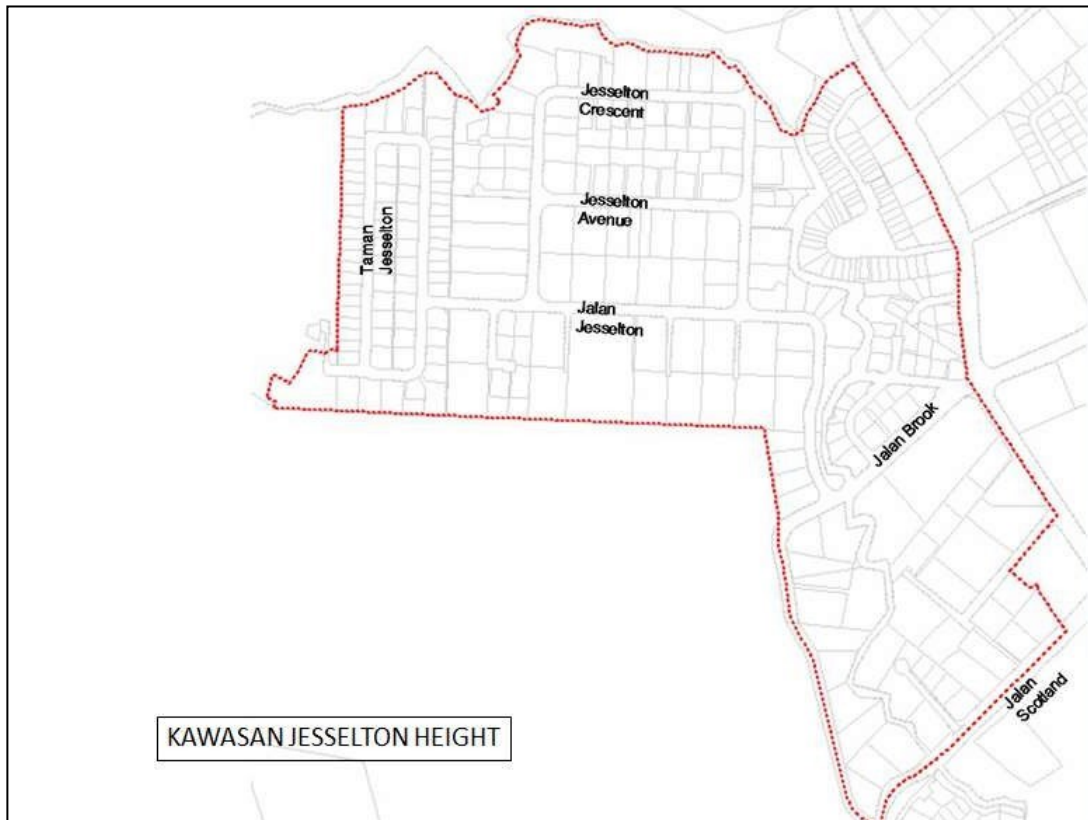 Jesselton
Crescent
Jesselton
Avenue
Taman
Jesselton
Jalan
Jesselton
Jalan Brook
Jalan
Scotland
KAWASAN JESSELTON HEIGHT